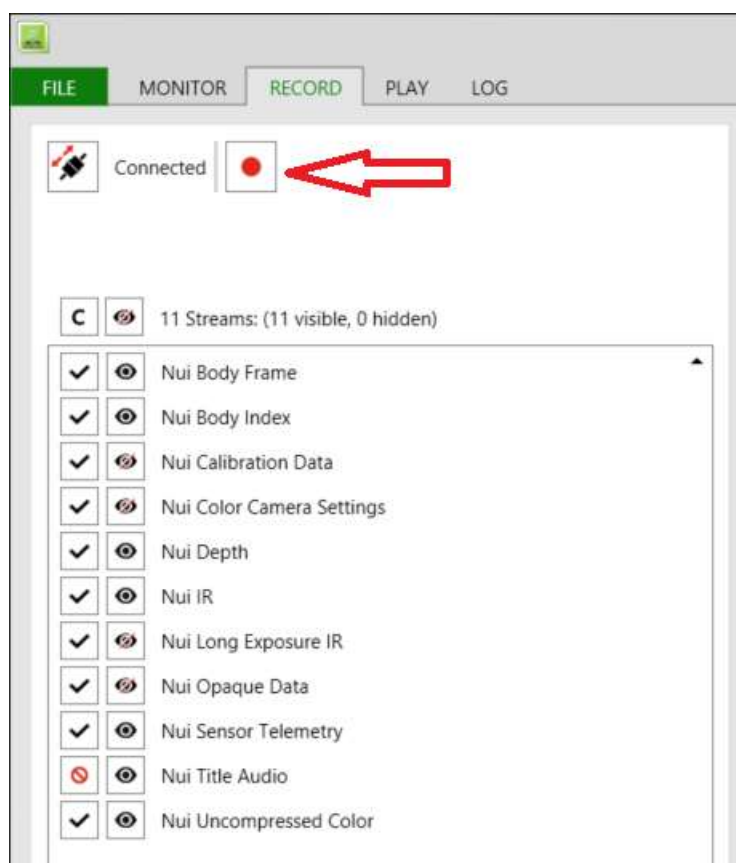 FILE MONITOR RECORD PLAY LOG
Connected
C 11 Streams: (11 visible, 0 hidden)
Nui Body Frame
Nui Body Index
Nui Calibration Data
Nui Color Camera Settings
Nui Depth
Nui IR
Nui Long Exposure IR
Nui Opaque Data
Nui Sensor Telemetry
Nui Title Audio
Nui Uncompressed Color